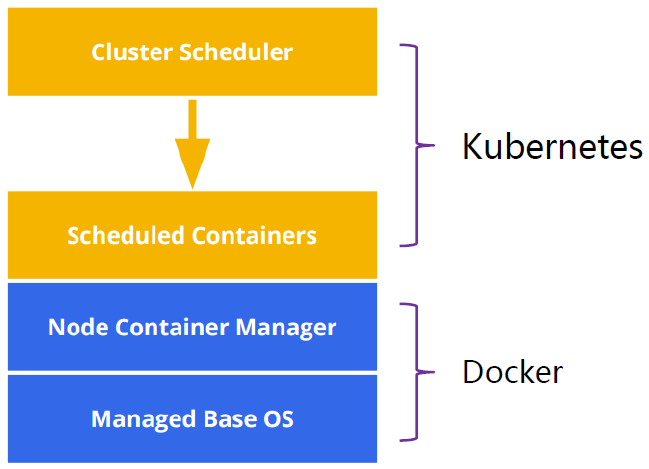 Cluster Scheduler
Kubernetes
Scheduled Containers
Node Container Manager
Docker
Managed Base OS